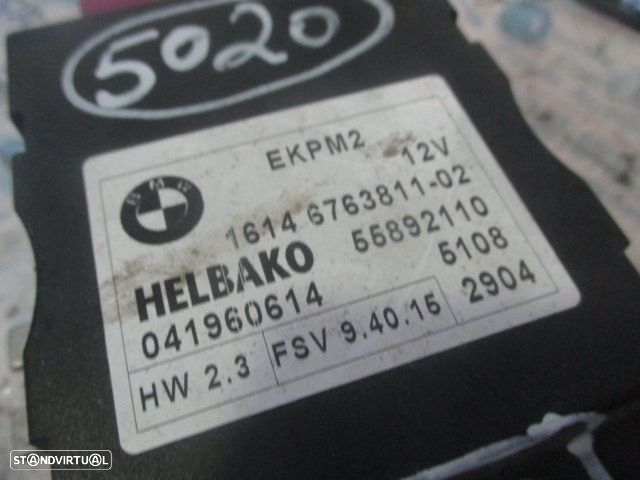 5020
EKPM2
BMW
12V
1614 6763811-02
HELBAKO 55892110
041960614 5108
HW 2.3 FSV 9.40.15 2904
STANDVIRTUAL